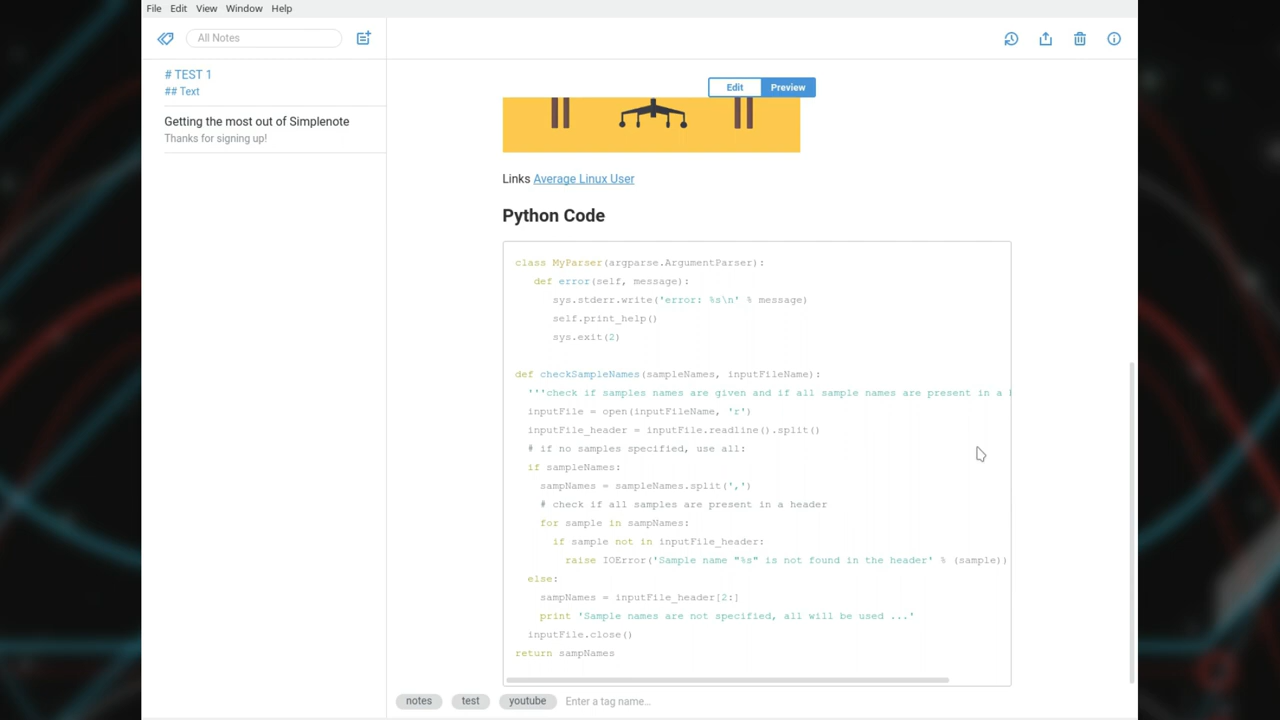 File Edit View Window Help
All Notes
# TEST 1
## Text
Getting the most out of Simplenote
Thanks for signing up!
Edit Preview
Links Average Linux User
Python Code
class MyParser(argparse.ArgumentParser):
def error(self, message):
sys.stderr.write('error: %s\n' % message)
self.print_help()
sys.exit(2)
def checkSampleNames(sampleNames, inputFileName):
'''check if samples names are given and if all sample names are present in a
inputFile = open(inputFileName, 'r')
inputFile_header = inputFile.readline().split()
# if no samples specified, use all:
if sampleNames:
sampNames = sampleNames.split(',')
# check if all samples are present in a header
for sample in sampNames:
if sample not in inputFile_header:
raise IOError('Sample name "%s" is not found in the header' % (sample))
else:
sampNames = inputFile_header[2:]
print 'Sample names are not specified, all will be used ...'
inputFile.close()
return sampNames
notes test youtube Enter a tag name...